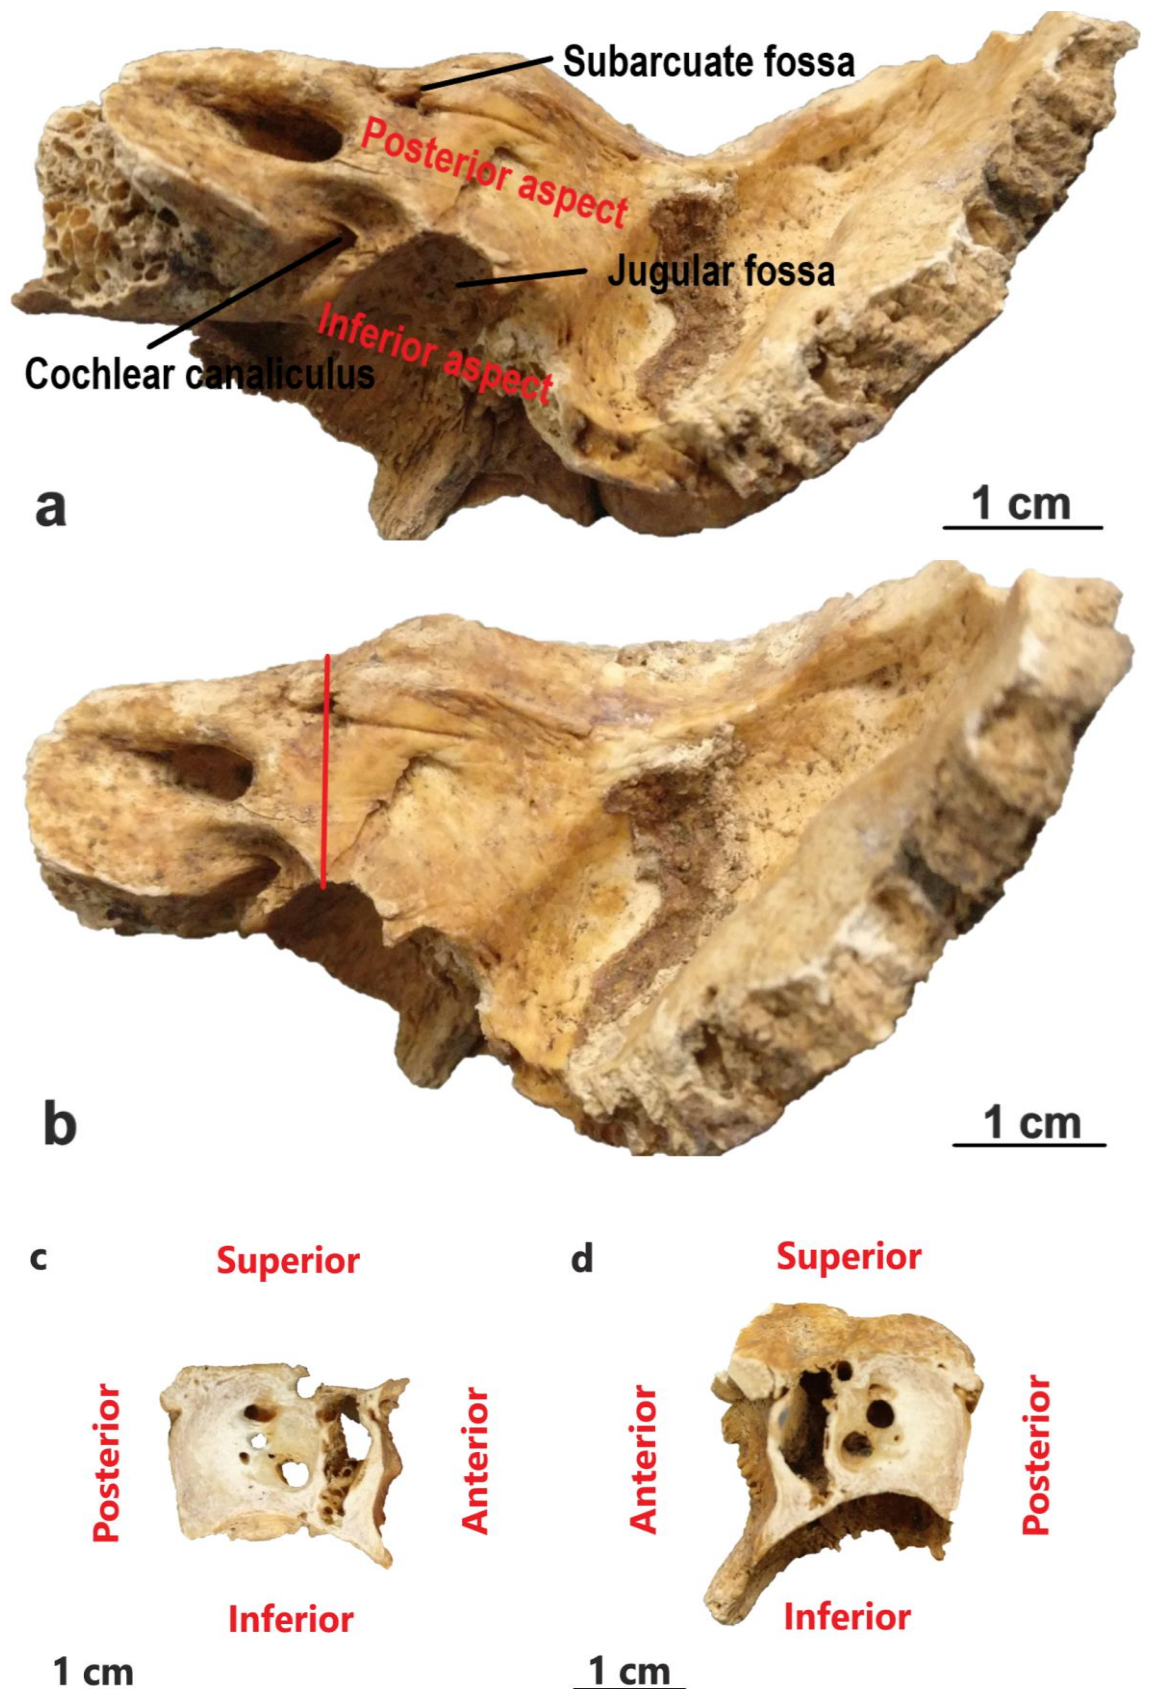 Subarcuate fossa
Posterior aspect
Jugular fossa
Inferior aspect
Cochlear canaliculus
a
1 cm
b
1 cm
c
Superior
d
Superior
Posterior
Anterior
Anterior
Posterior
Inferior
Inferior
1 cm
1 cm